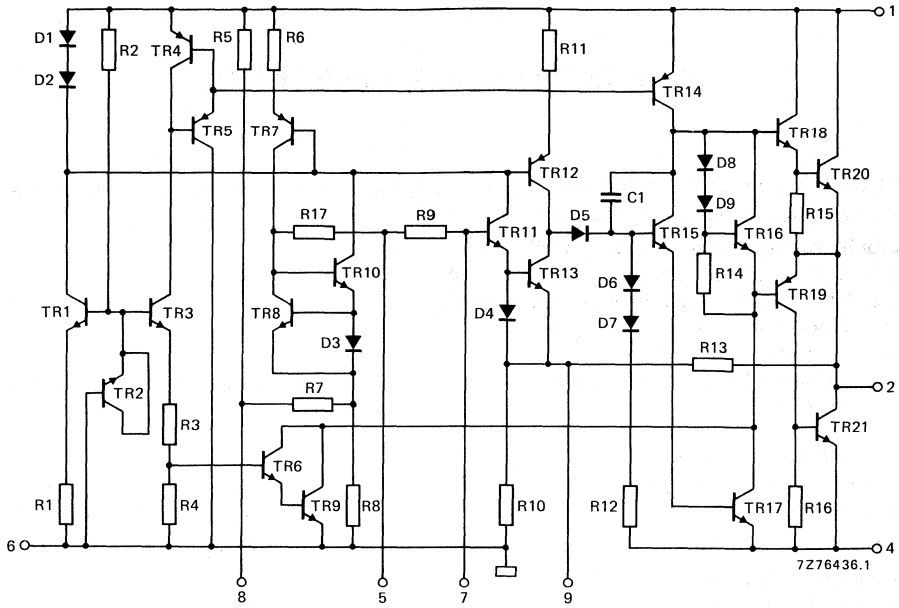 1
D1
R2
TR4
R5
R6
R11
D2
TR14
TR5
TR7
TR18
D8
TR12
TR20
C1
D9
R17
R9
D5
R15
TR11
TR15
TR16
TR10
TR13
R14
D6
TR19
TR1
TR3
TR8
D4
D7
D3
R13
TR2
2
R7
R3
TR21
TR6
R1
R4
TR9
R8
R10
R12
TR17
R16
6
4
7Z76436.1
8
5
7
9